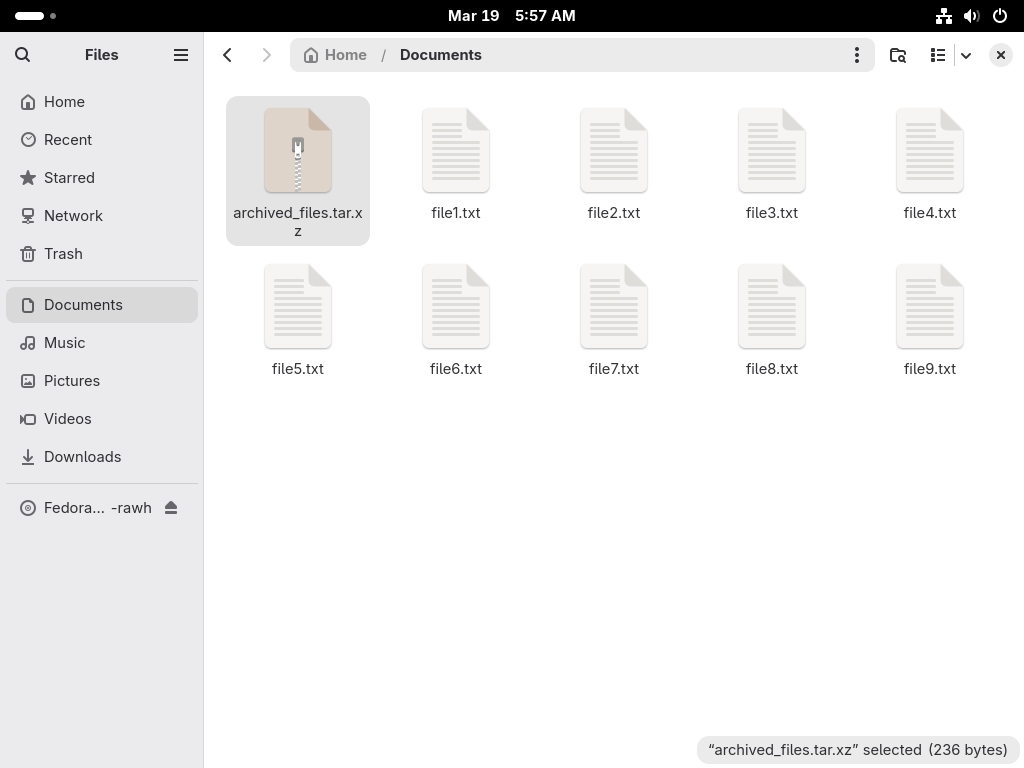 Mar 19 5:57 AM
Files
Home / Documents
Home
Recent
Starred
Network
Trash
Documents
Music
Pictures
Videos
Downloads
Fedora... -rawh
archived_files.tar.x
z
file1.txt
file2.txt
file3.txt
file4.txt
file5.txt
file6.txt
file7.txt
file8.txt
file9.txt
“archived_files.tar.xz” selected (236 bytes)